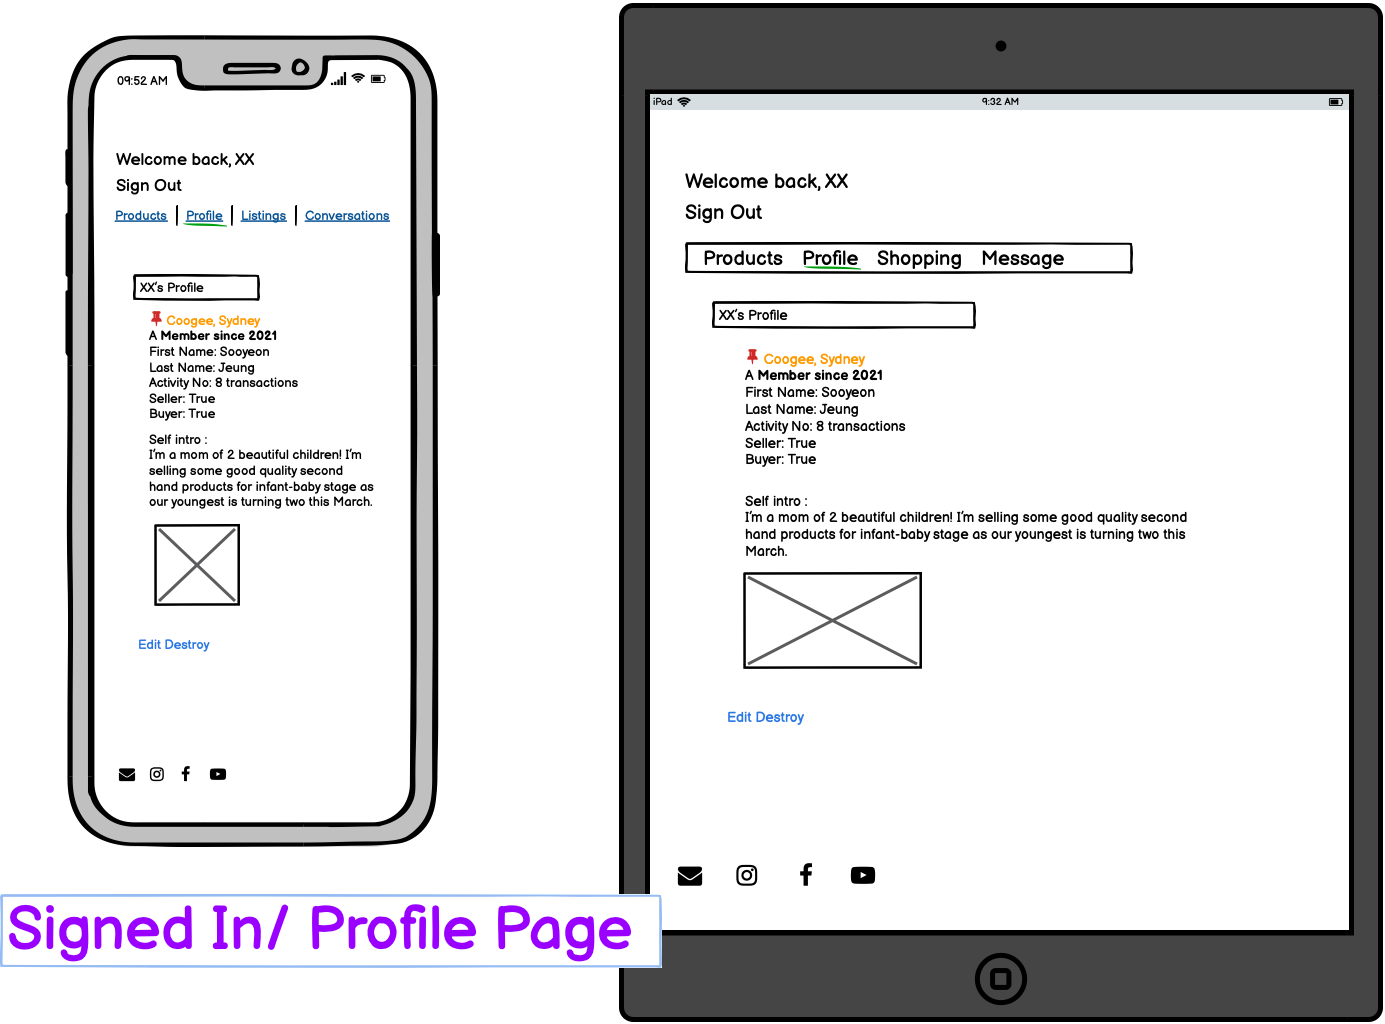 09:52 AM
Welcome back, XX
Sign Out
Products Profile Listings Conversations
XX's Profile
Coogee, Sydney
A Member since 2021
First Name: Sooyeon
Last Name: Jeung
Activity No: 8 transactions
Seller: True
Buyer: True
Self intro :
I'm a mom of 2 beautiful children! I'm
selling some good quality second
hand products for infant-baby stage as
our youngest is turning two this March.
Edit Destroy
iPad 9:32 AM
Welcome back, XX
Sign Out
Products Profile Shopping Message
XX's Profile
Coogee, Sydney
A Member since 2021
First Name: Sooyeon
Last Name: Jeung
Activity No: 8 transactions
Seller: True
Buyer: True
Self intro :
I'm a mom of 2 beautiful children! I'm selling some good quality second
hand products for infant-baby stage as our youngest is turning two this
March.
Edit Destroy
Signed In/ Profile Page